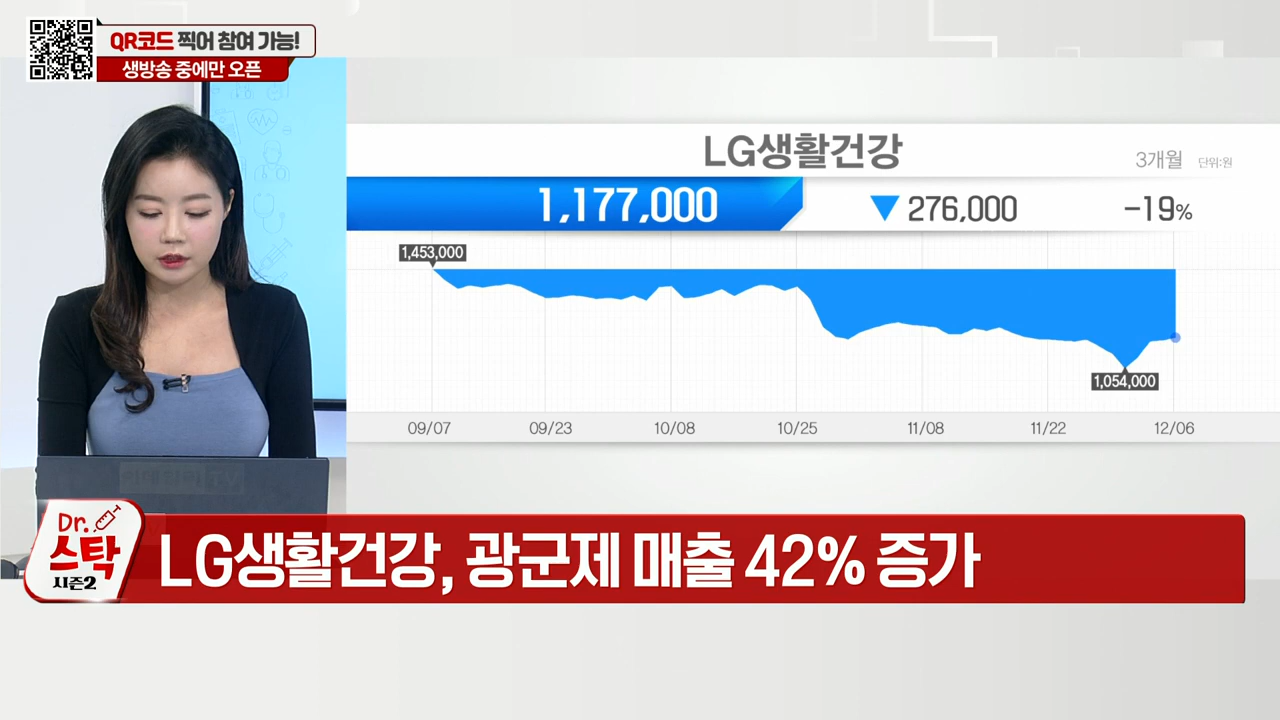 QR코드 찍어 참여 가능!
생방송 중에만 오픈
LG생활건강
3개월 단위:원
1,177,000
▼ 276,000
-19%
1,453,000
1,054,000
09/07 09/23 10/08 10/25 11/08 11/22 12/06
Dr.
스탁
시즌2
LG생활건강, 광군제 매출 42% 증가